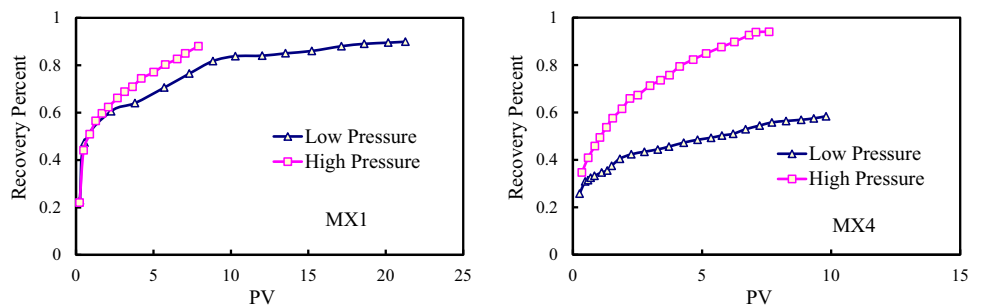 Recovery Percent
1
0.8
0.6
0.4
0.2
0
Low Pressure
High Pressure
MX1
0 5 10 15 20 25
PV
Recovery Percent
1
0.8
0.6
0.4
0.2
0
Low Pressure
High Pressure
MX4
0 5 10 15
PV